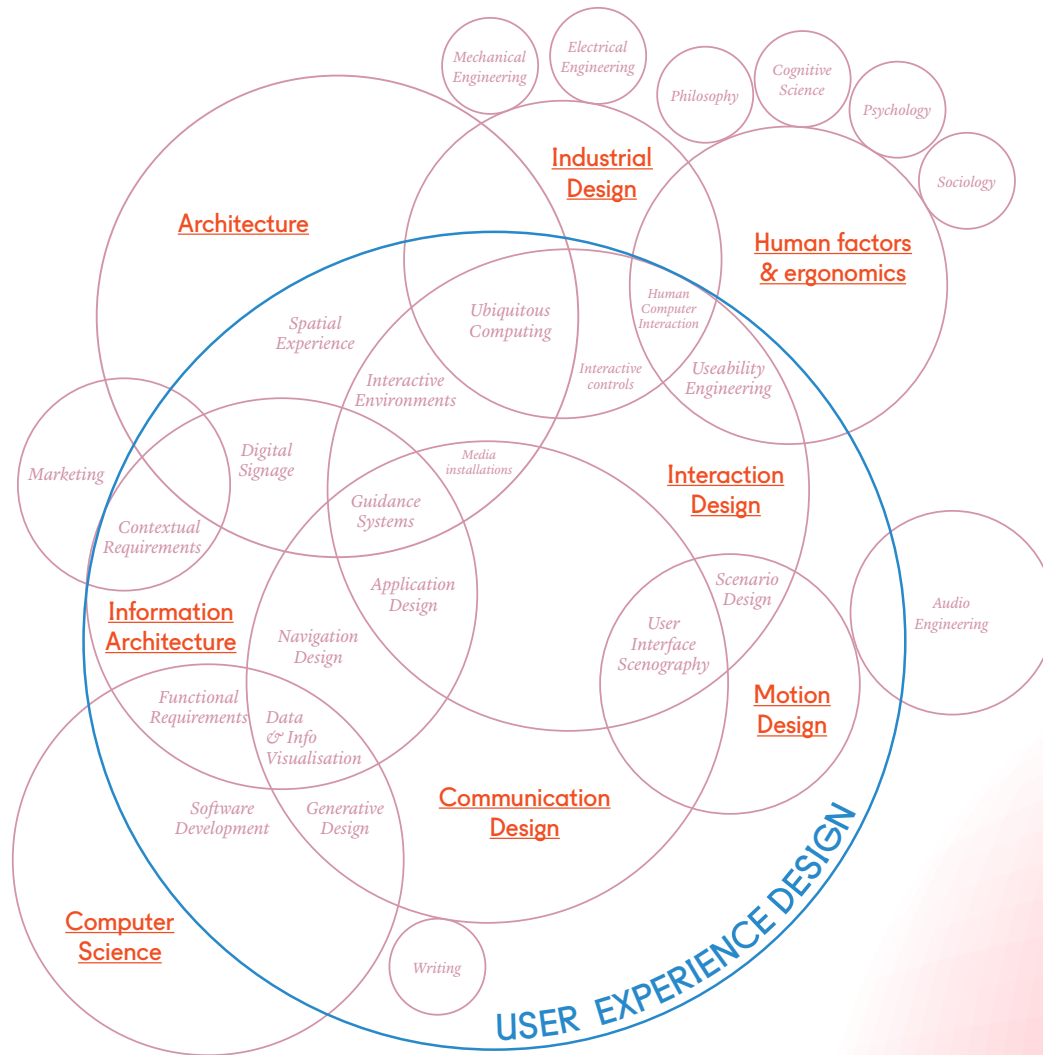 Mechanical
Engineering
Electrical
Engineering
Philosophy
Cognitive
Science
Psychology
Sociology
Industrial
Design
Architecture
Human factors
& ergonomics
Spatial
Experience
Ubiquitous
Computing
Human
Computer
Interaction
Interactive
Environments
Interactive
controls
Useability
Engineering
Marketing
Digital
Signage
Media
installations
Interaction
Design
Guidance
Systems
Contextual
Requirements
Information
Architecture
Application
Design
Scenario
Design
Audio
Engineering
Navigation
Design
User
Interface
Scenography
Functional
Requirements
Data
& Info
Visualisation
Motion
Design
Software
Development
Generative
Design
Communication
Design
Computer
Science
Writing
USER EXPERIENCE DESIGN